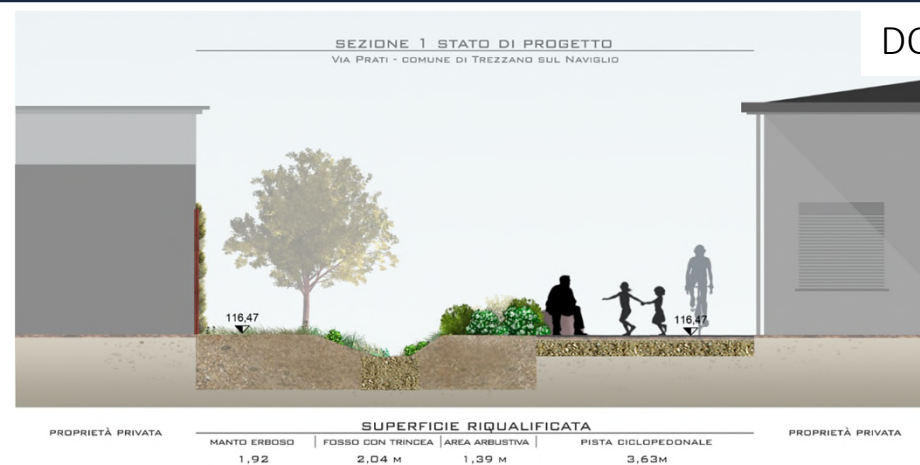 DO
SEZIONE 1 STATO DI PROGETTO
VIA PRATI - COMUNE DI TREZZANO SUL NAVIGLIO
116,47
116,47
SUPERFICIE RIQUALIFICATA
PROPRIETÀ PRIVATA
PROPRIETÀ PRIVATA
MANTO ERBOSO | FOSSO CON TRINCEA | AREA ARBUSTIVA | PISTA CICLOPEDONALE
1,92 2,04 M 1,39 M 3,63M